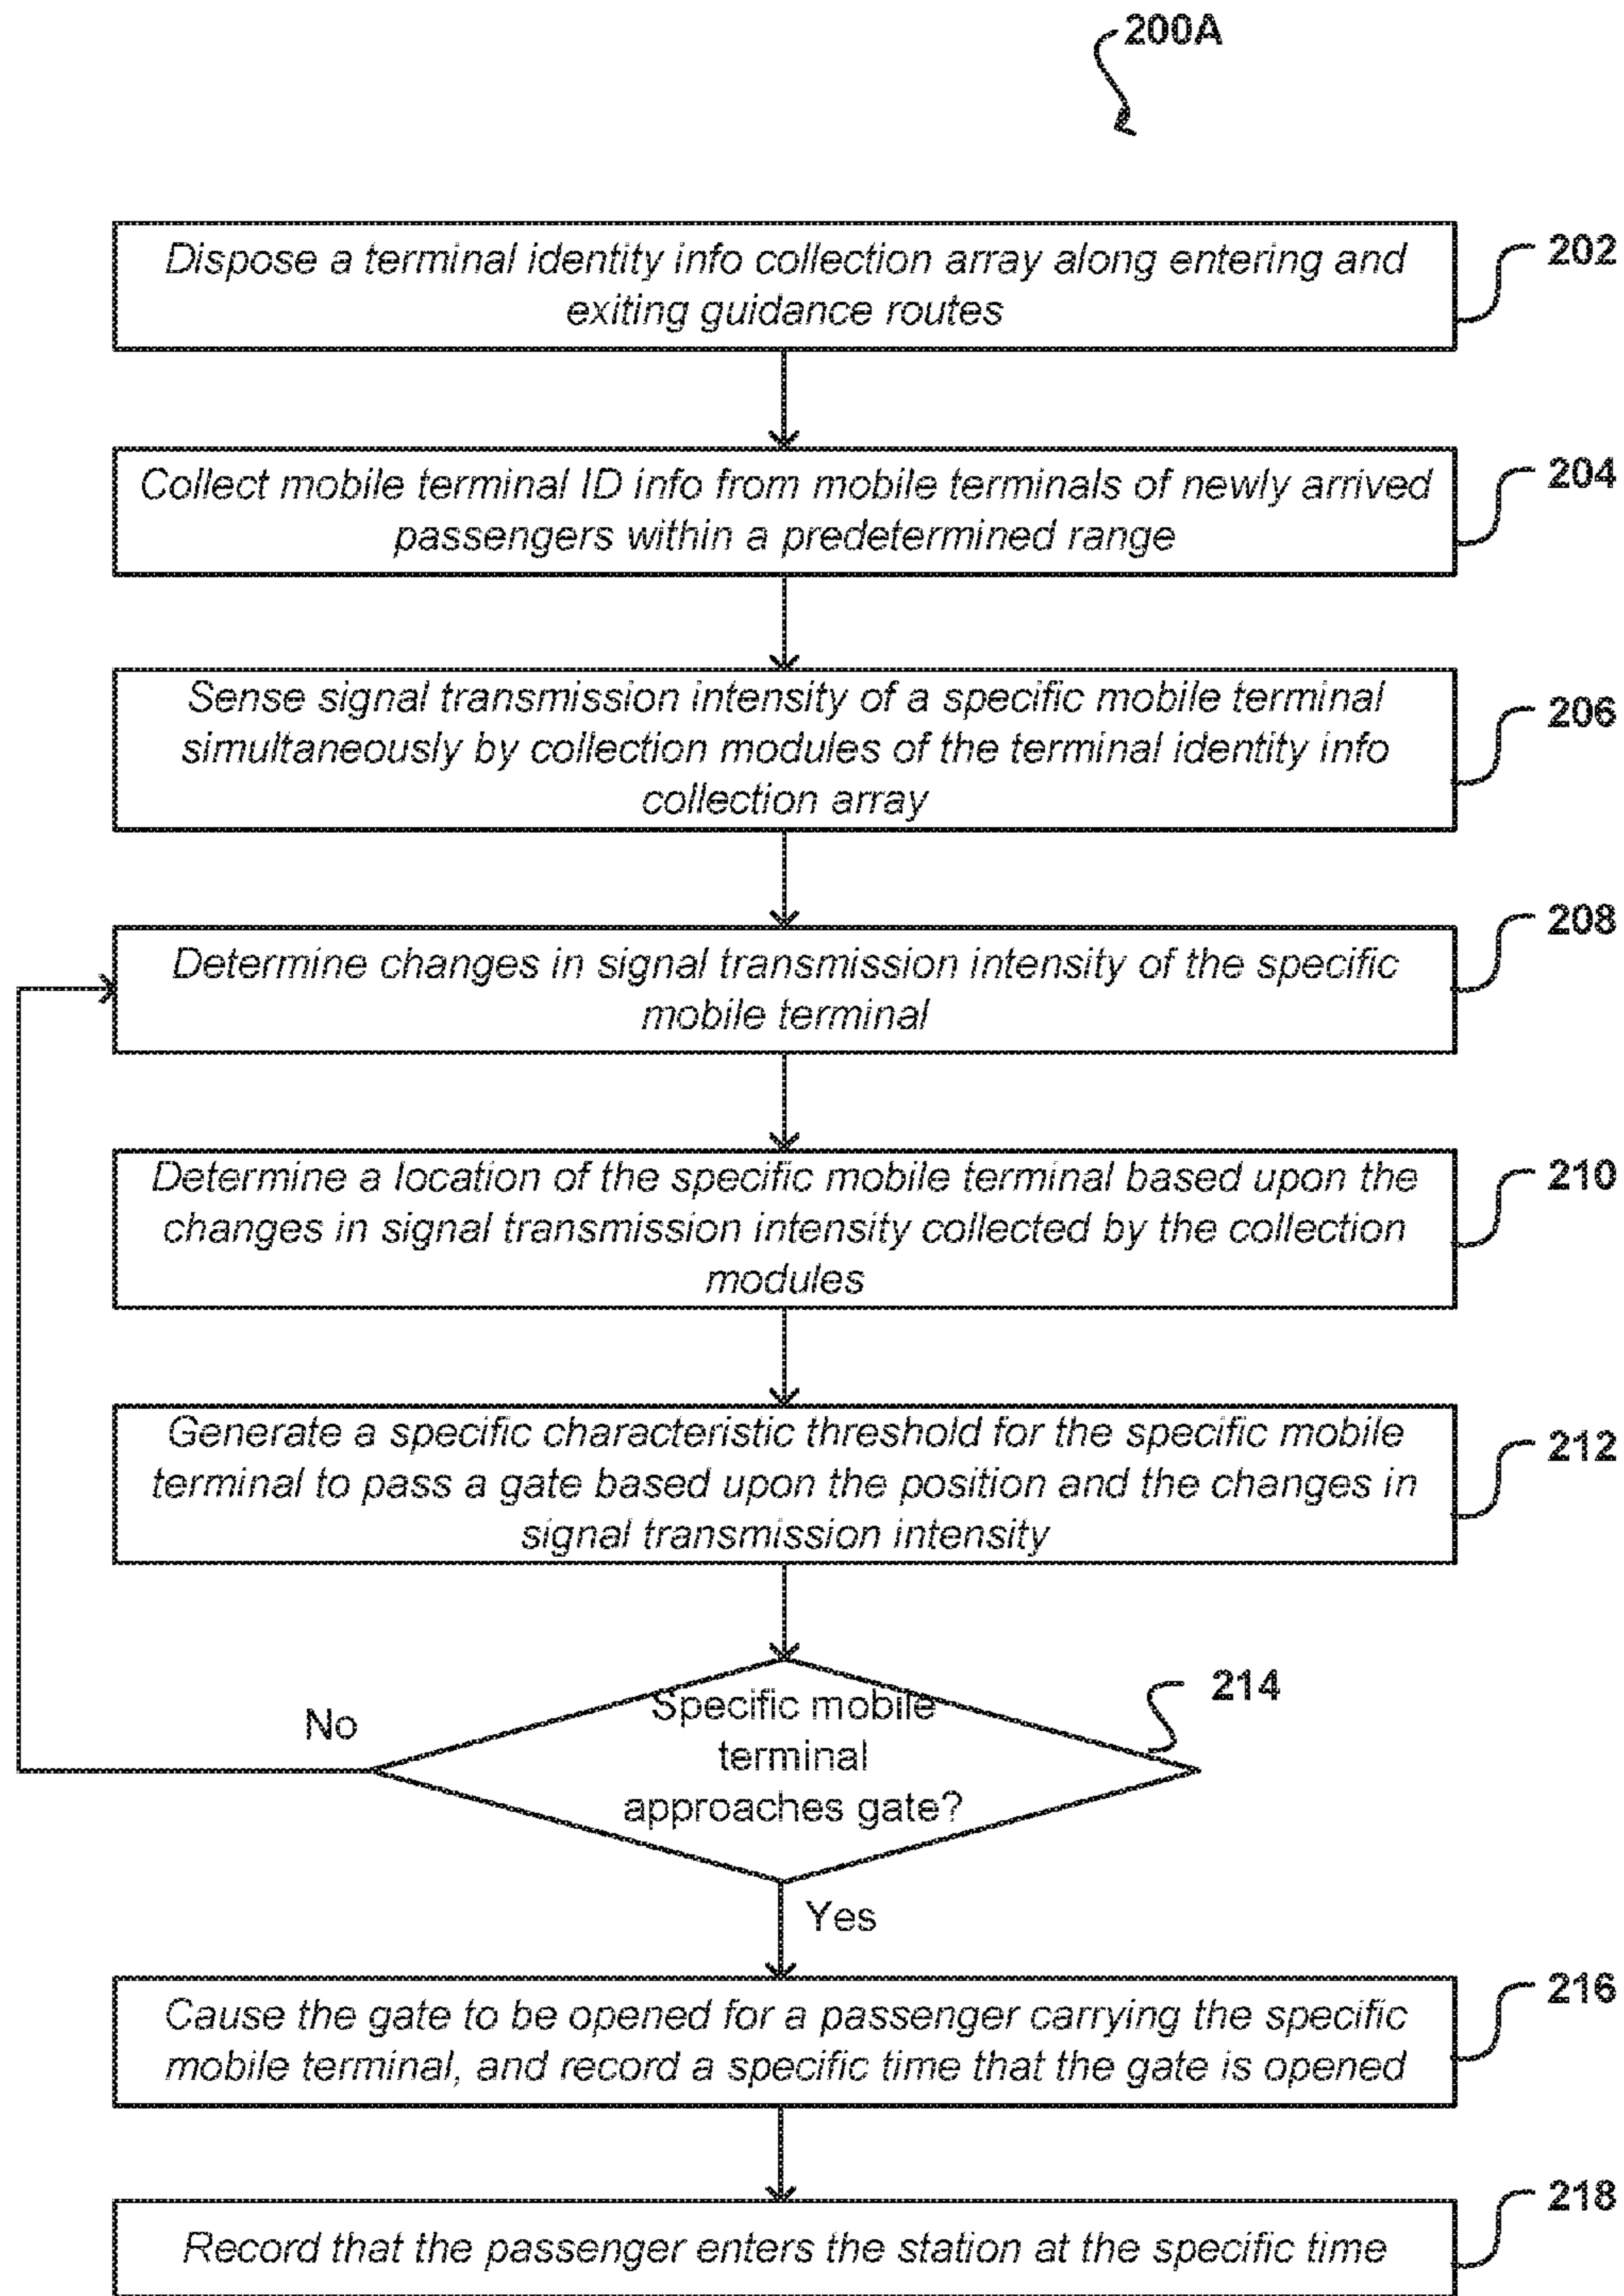 200A
Dispose a terminal identity info collection array along entering and
exiting guidance routes
202
Collect mobile terminal ID info from mobile terminals of newly arrived
passengers within a predetermined range
204
Sense signal transmission intensity of a specific mobile terminal
simultaneously by collection modules of the terminal identity info
collection array
206
Determine changes in signal transmission intensity of the specific
mobile terminal
208
Determine a location of the specific mobile terminal based upon the
changes in signal transmission intensity collected by the collection
modules
210
Generate a specific characteristic threshold for the specific mobile
terminal to pass a gate based upon the position and the changes in
signal transmission intensity
212
Specific mobile
terminal
approaches gate?
214
No
Yes
Cause the gate to be opened for a passenger carrying the specific
mobile terminal, and record a specific time that the gate is opened
216
Record that the passenger enters the station at the specific time
218